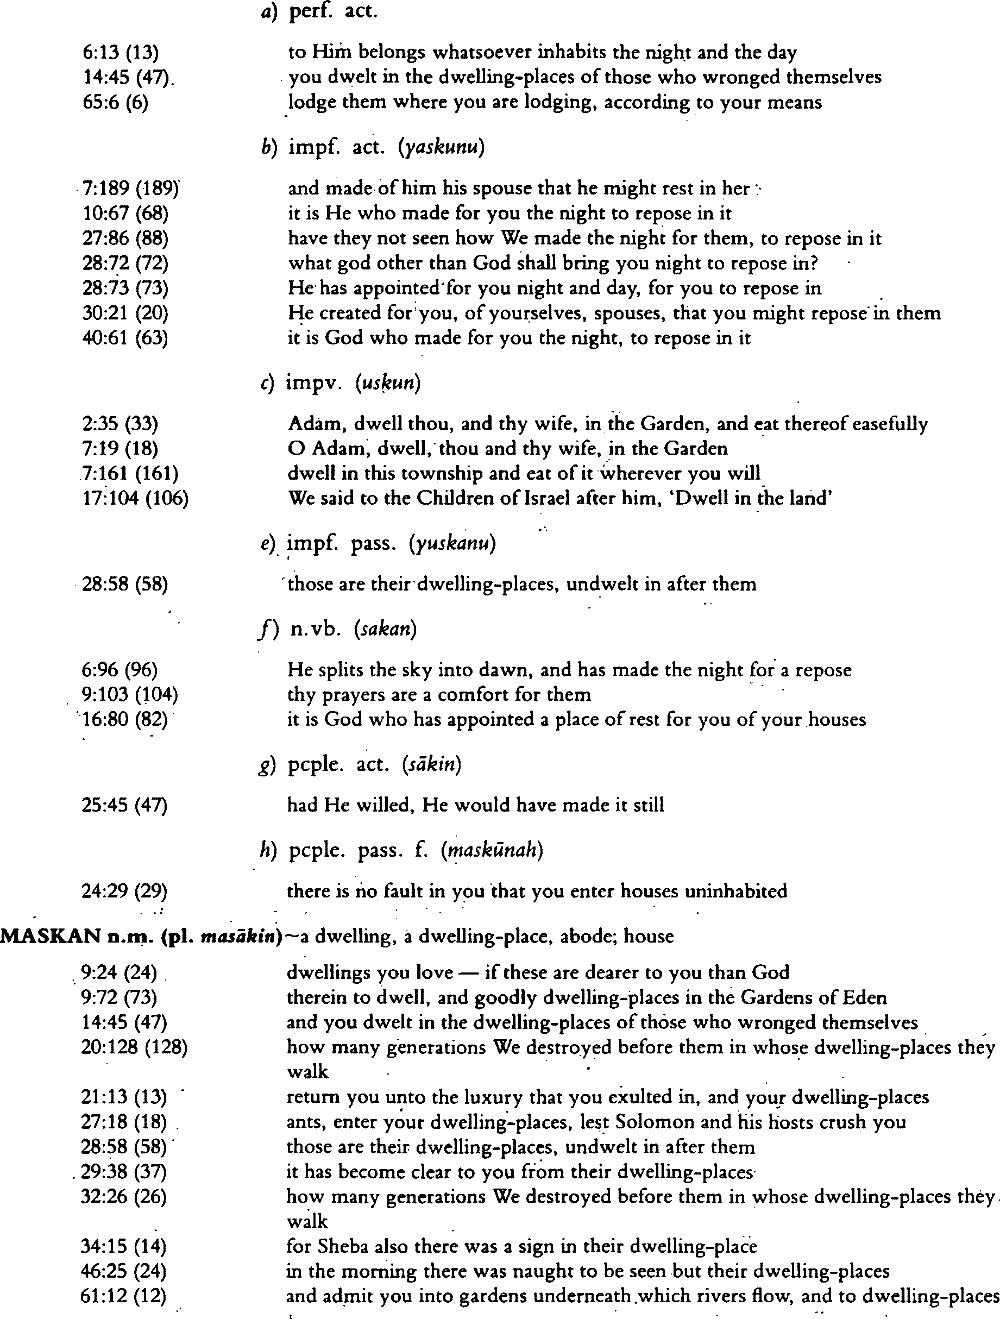 a) perf. act.
6:13 (13) to Him belongs whatsoever inhabits the night and the day
14:45 (47). you dwelt in the dwelling-places of those who wronged themselves
65:6 (6) lodge them where you are lodging, according to your means
b) impf. act. (yaskunu)
7:189 (189) and made of him his spouse that he might rest in her
10:67 (68) it is He who made for you the night to repose in it
27:86 (88) have they not seen how We made the night for them, to repose in it
28:72 (72) what god other than God shall bring you night to repose in?
28:73 (73) He has appointed for you night and day, for you to repose in
30:21 (20) He created for you, of yourselves, spouses, that you might repose in them
40:61 (63) it is God who made for you the night, to repose in it
c) impv. (uskun)
2:35 (33) Adam, dwell thou, and thy wife, in the Garden, and eat thereof easefully
7:19 (18) O Adam, dwell, thou and thy wife, in the Garden
7:161 (161) dwell in this township and eat of it wherever you will
17:104 (106) We said to the Children of Israel after him, ‘Dwell in the land’
e) impf. pass. (yuskanu)
28:58 (58) those are their dwelling-places, undwelt in after them
f) n.vb. (sakan)
6:96 (96) He splits the sky into dawn, and has made the night for a repose
9:103 (104) thy prayers are a comfort for them
16:80 (82) it is God who has appointed a place of rest for you of your houses
g) pcple. act. (sākin)
25:45 (47) had He willed, He would have made it still
h) pcple. pass. f. (maskūnah)
24:29 (29) there is no fault in you that you enter houses uninhabited
MASKAN n.m. (pl. masākin)~a dwelling, a dwelling-place, abode; house
9:24 (24) dwellings you love — if these are dearer to you than God
9:72 (73) therein to dwell, and goodly dwelling-places in the Gardens of Eden
14:45 (47) and you dwelt in the dwelling-places of those who wronged themselves
20:128 (128) how many generations We destroyed before them in whose dwelling-places they
walk
21:13 (13) return you unto the luxury that you exulted in, and your dwelling-places
27:18 (18) ants, enter your dwelling-places, lest Solomon and his hosts crush you
28:58 (58) those are their dwelling-places, undwelt in after them
29:38 (37) it has become clear to you from their dwelling-places
32:26 (26) how many generations We destroyed before them in whose dwelling-places they
walk
34:15 (14) for Sheba also there was a sign in their dwelling-place
46:25 (24) in the morning there was naught to be seen but their dwelling-places
61:12 (12) and admit you into gardens underneath which rivers flow, and to dwelling-places